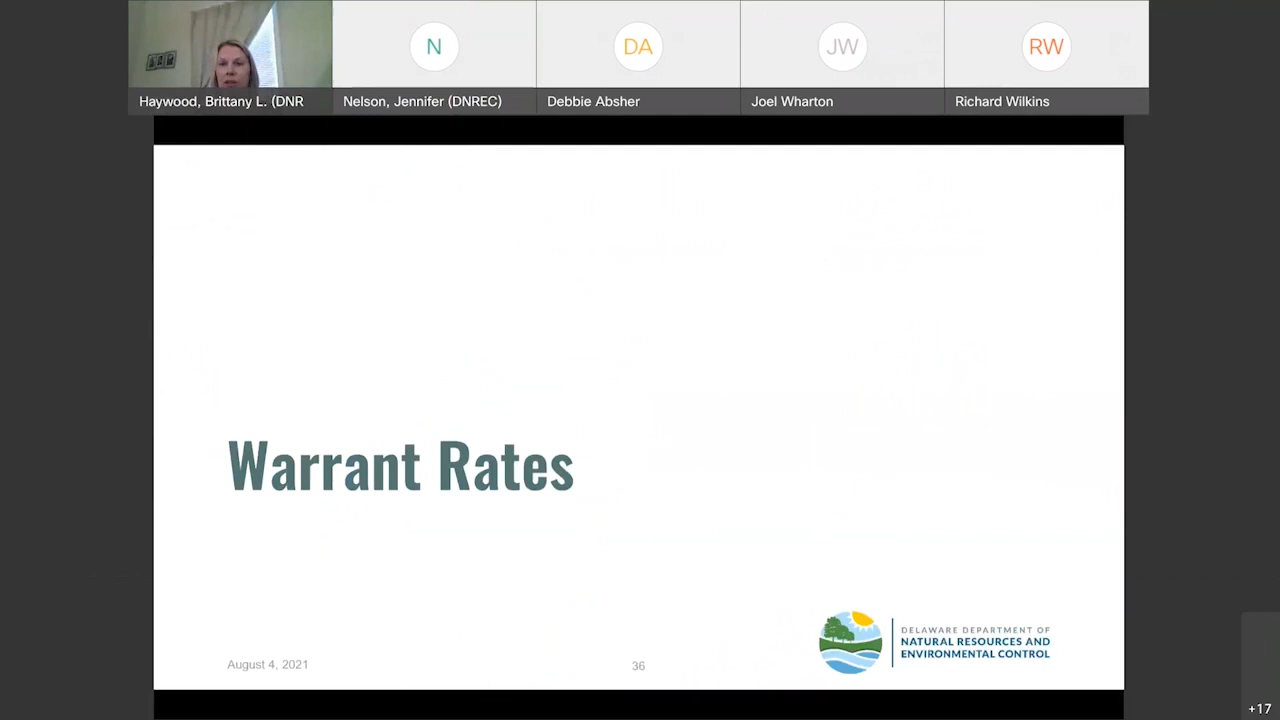 N
DA
JW
RW
Haywood, Brittany L. (DNR
Nelson, Jennifer (DNREC)
Debbie Absher
Joel Wharton
Richard Wilkins
Warrant Rates
DELAWARE DEPARTMENT OF
NATURAL RESOURCES AND
ENVIRONMENTAL CONTROL
August 4, 2021
36
+17